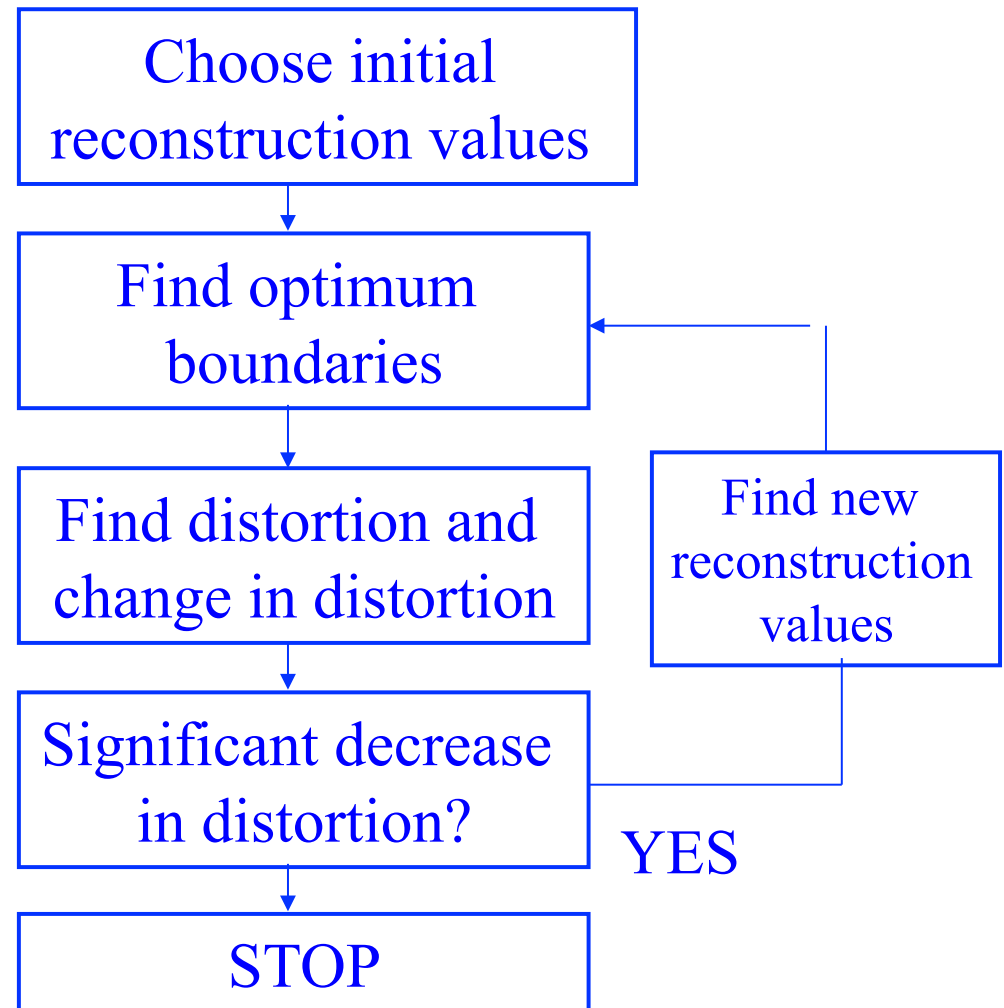 Choose initial
reconstruction values
Find optimum
boundaries
Find distortion and
change in distortion
Find new
reconstruction
values
Significant decrease
in distortion?
YES
STOP